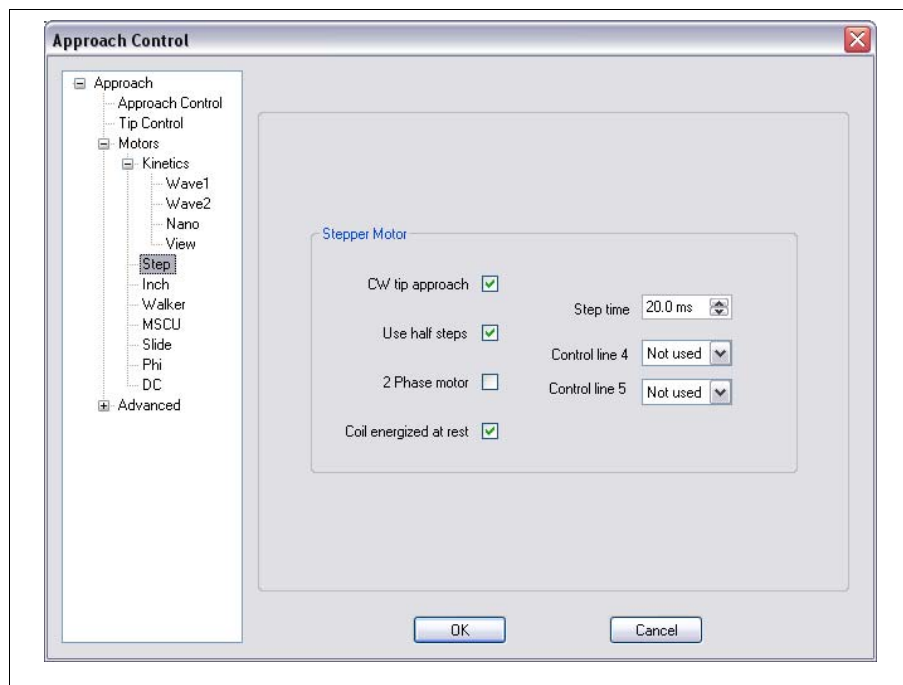 Approach Control
Approach
Approach Control
Tip Control
Motors
Kinetics
Wave1
Wave2
Nano
View
Step
Inch
Walker
MSCU
Slide
Phi
DC
Advanced
Stepper Motor
CW tip approach
Use half steps
2 Phase motor
Coil energized at rest
Step time 20.0 ms
Control line 4 Not used
Control line 5 Not used
OK
Cancel